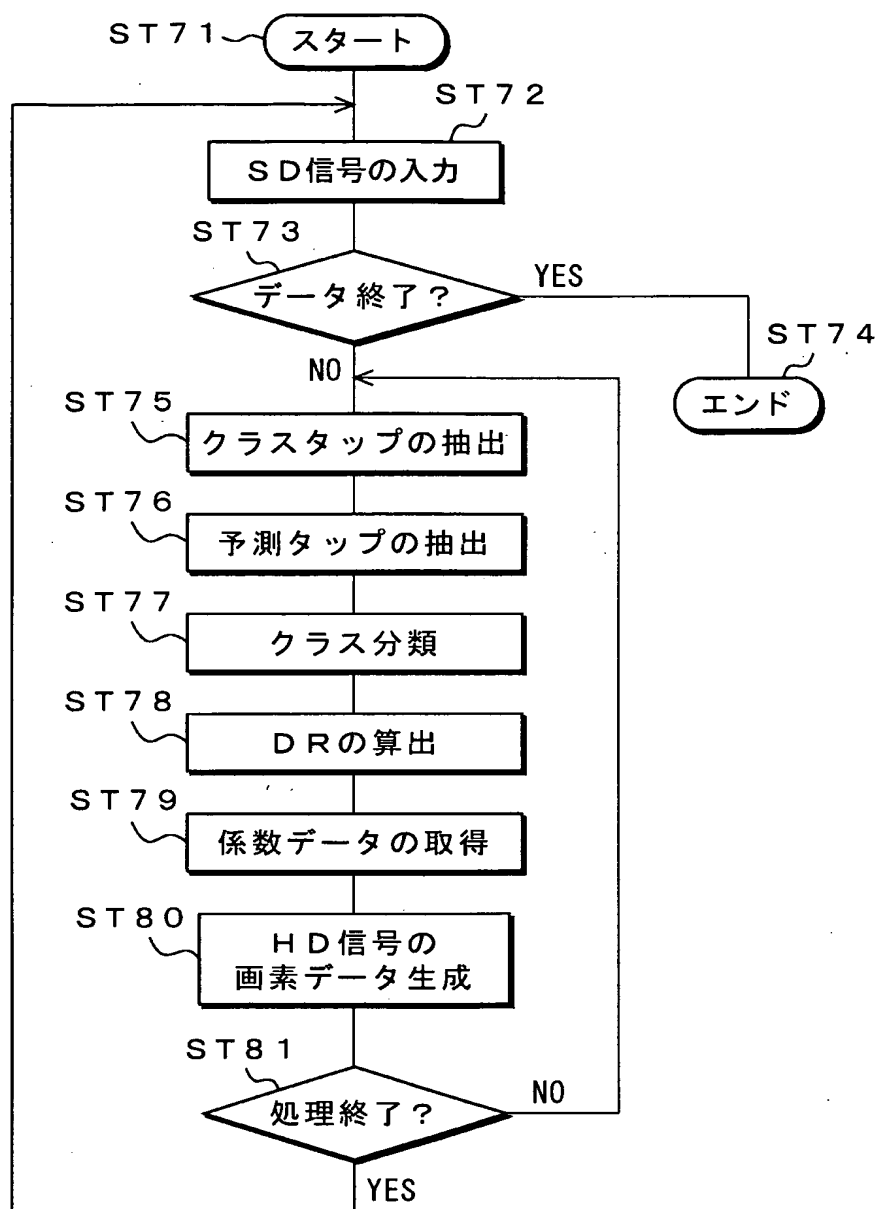 ST71
スタート
ST72
SD信号の入力
ST73
データ終了?
YES
ST74
エンド
NO
ST75
クラスタップの抽出
ST76
予測タップの抽出
ST77
クラス分類
ST78
DRの算出
ST79
係数データの取得
ST80
HD信号の
画素データ生成
ST81
処理終了?
NO
YES